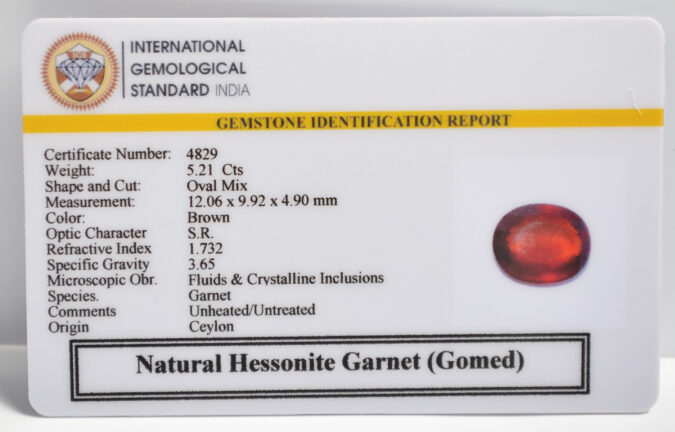 IGS
INTERNATIONAL
GEMOLOGICAL
STANDARD INDIA
GEMSTONE IDENTIFICATION REPORT
Certificate Number: 4829
Weight: 5.21 Cts
Shape and Cut: Oval Mix
Measurement: 12.06 x 9.92 x 4.90 mm
Color: Brown
Optic Character S.R.
Refractive Index 1.732
Specific Gravity 3.65
Microscopic Obr. Fluids & Crystalline Inclusions
Species. Garnet
Comments Unheated/Untreated
Origin Ceylon
Natural Hessonite Garnet (Gomed)